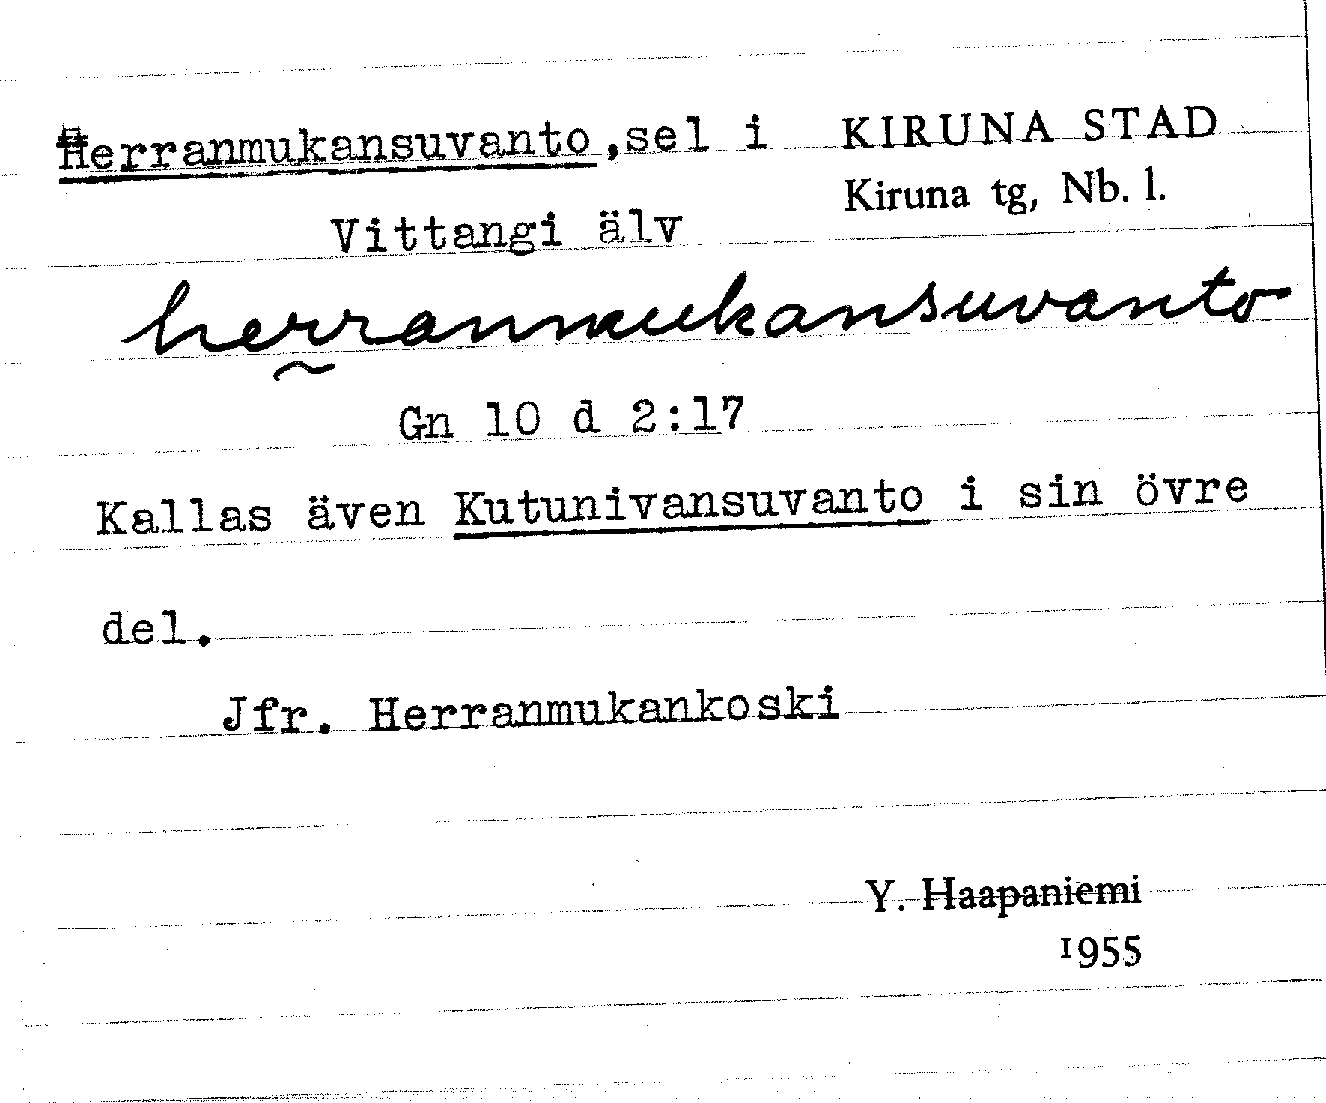 Herranmukansuvanto,sel i KIRUNA STAD
Kiruna tg, Nb. l.
Vittangi älv
herranmukansuvanto
Gn 10 d 2:17
Kallas även Kutunivansuvanto i sin övre
del.
Jfr. Herranmukankoski
Y. Haapaniemi
1955